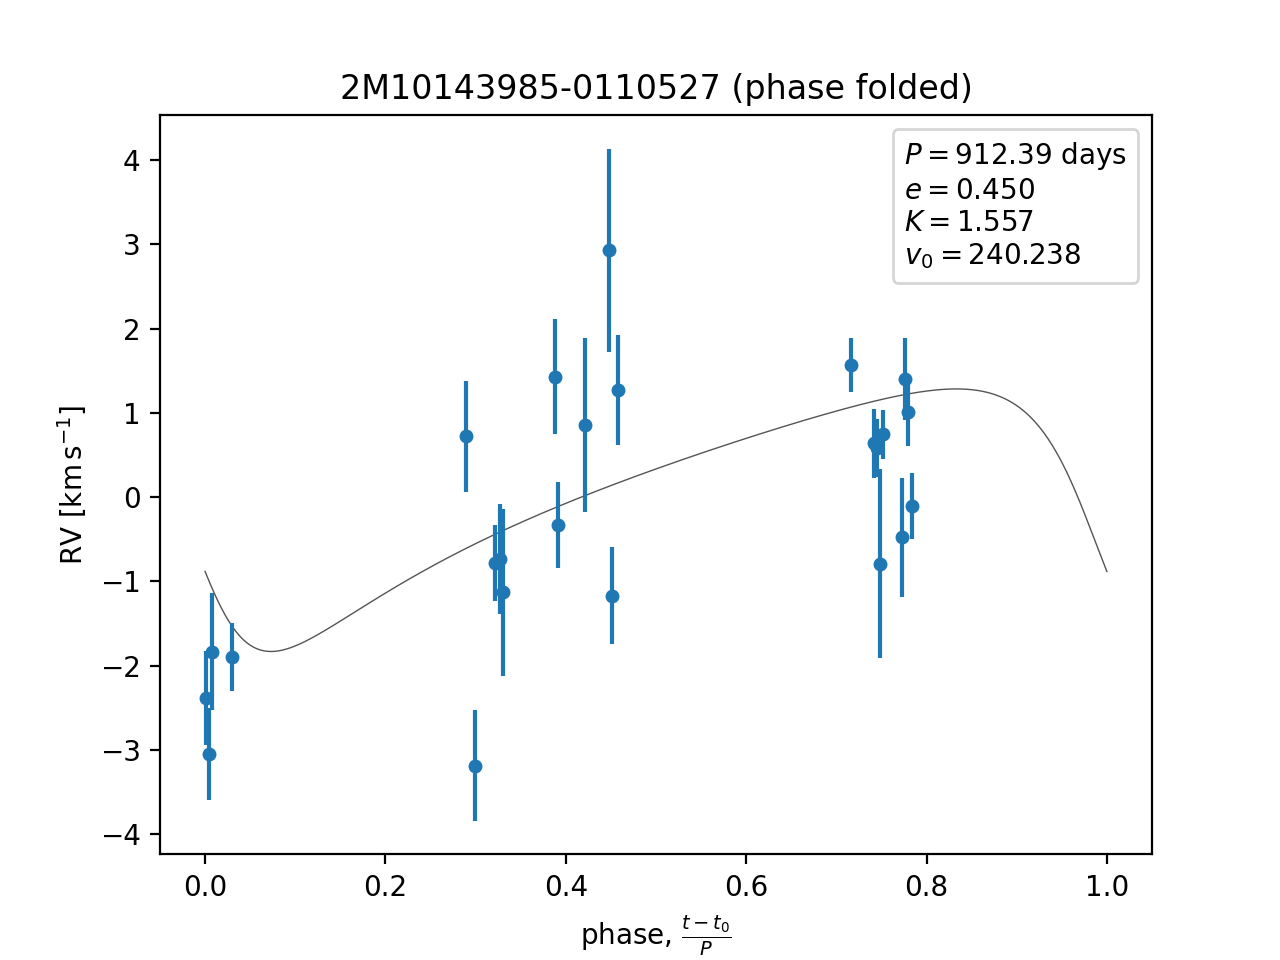 2M10143985-0110527 (phase folded)
P = 912.39 days
e = 0.450
K = 1.557
v₀ = 240.238
4
3
2
1
0
−1
−2
−3
−4
RV [km s⁻¹]
0.0 0.2 0.4 0.6 0.8 1.0
phase, \frac{t − t₀}{P}